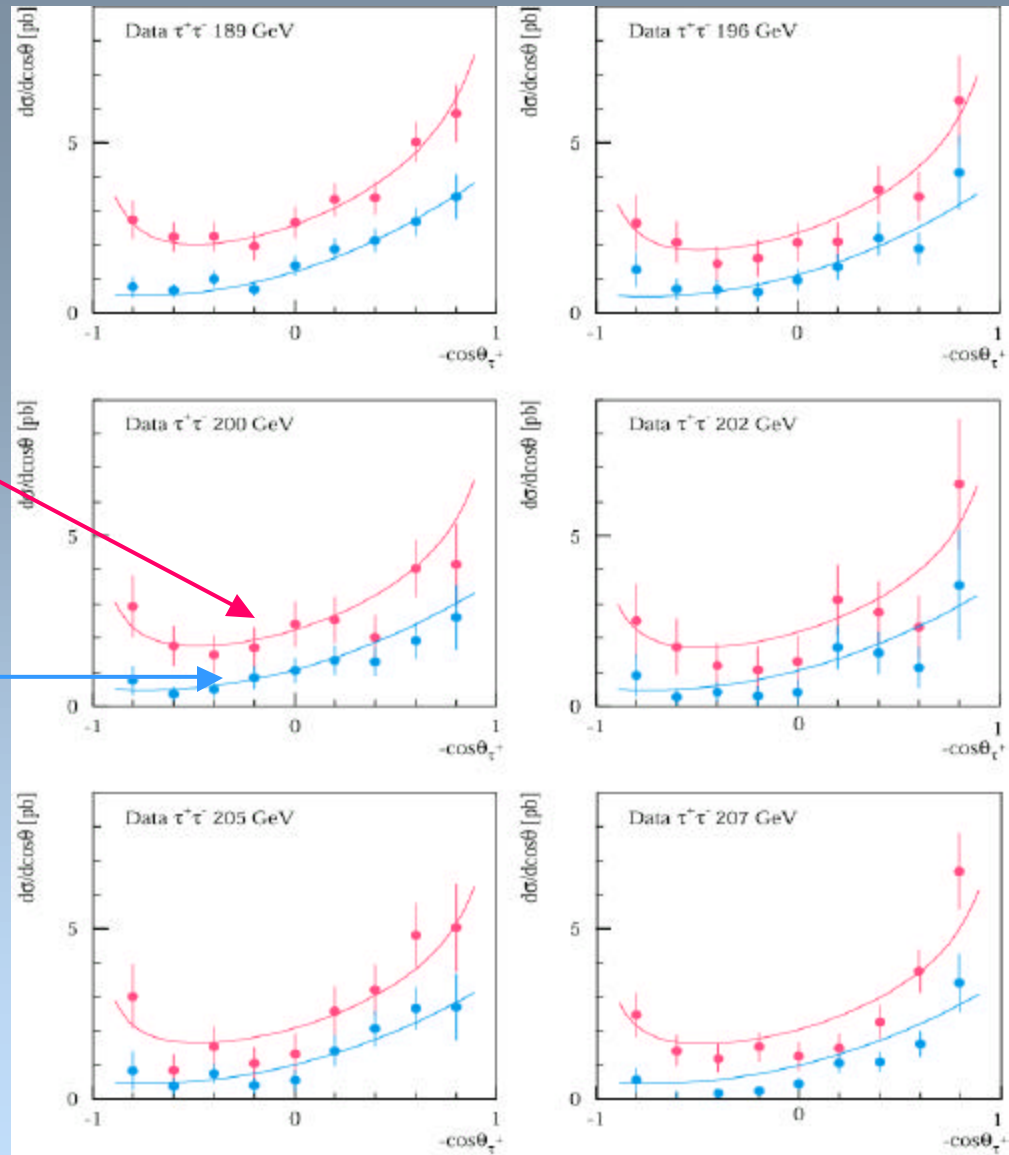 dσ/dcosθ [pb]
Data τ⁺τ⁻ 189 GeV
5
0
-1
0
1
-cosθτ⁺
dσ/dcosθ [pb]
Data τ⁺τ⁻ 196 GeV
5
0
-1
0
1
-cosθτ⁺
dσ/dcosθ [pb]
Data τ⁺τ⁻ 200 GeV
5
0
-1
0
1
-cosθτ⁺
dσ/dcosθ [pb]
Data τ⁺τ⁻ 202 GeV
5
0
-1
0
1
-cosθτ⁺
dσ/dcosθ [pb]
Data τ⁺τ⁻ 205 GeV
5
0
-1
0
1
-cosθτ⁺
dσ/dcosθ [pb]
Data τ⁺τ⁻ 207 GeV
5
0
-1
0
1
-cosθτ⁺